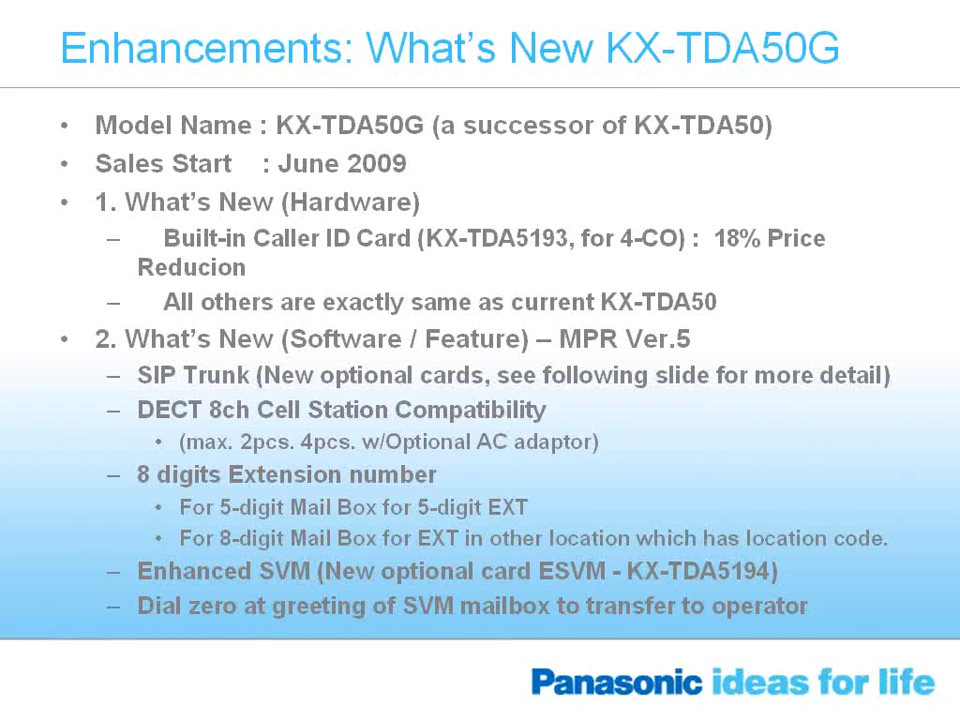 Enhancements: What's New KX-TDA50G
• Model Name : KX-TDA50G (a successor of KX-TDA50)
• Sales Start : June 2009
• 1. What's New (Hardware)
– Built-in Caller ID Card (KX-TDA5193, for 4-CO) : 18% Price
Reducion
– All others are exactly same as current KX-TDA50
• 2. What's New (Software / Feature) – MPR Ver.5
– SIP Trunk (New optional cards, see following slide for more detail)
– DECT 8ch Cell Station Compatibility
• (max. 2pcs. 4pcs. w/Optional AC adaptor)
– 8 digits Extension number
• For 5-digit Mail Box for 5-digit EXT
• For 8-digit Mail Box for EXT in other location which has location code.
– Enhanced SVM (New optional card ESVM - KX-TDA5194)
– Dial zero at greeting of SVM mailbox to transfer to operator
Panasonic ideas for life